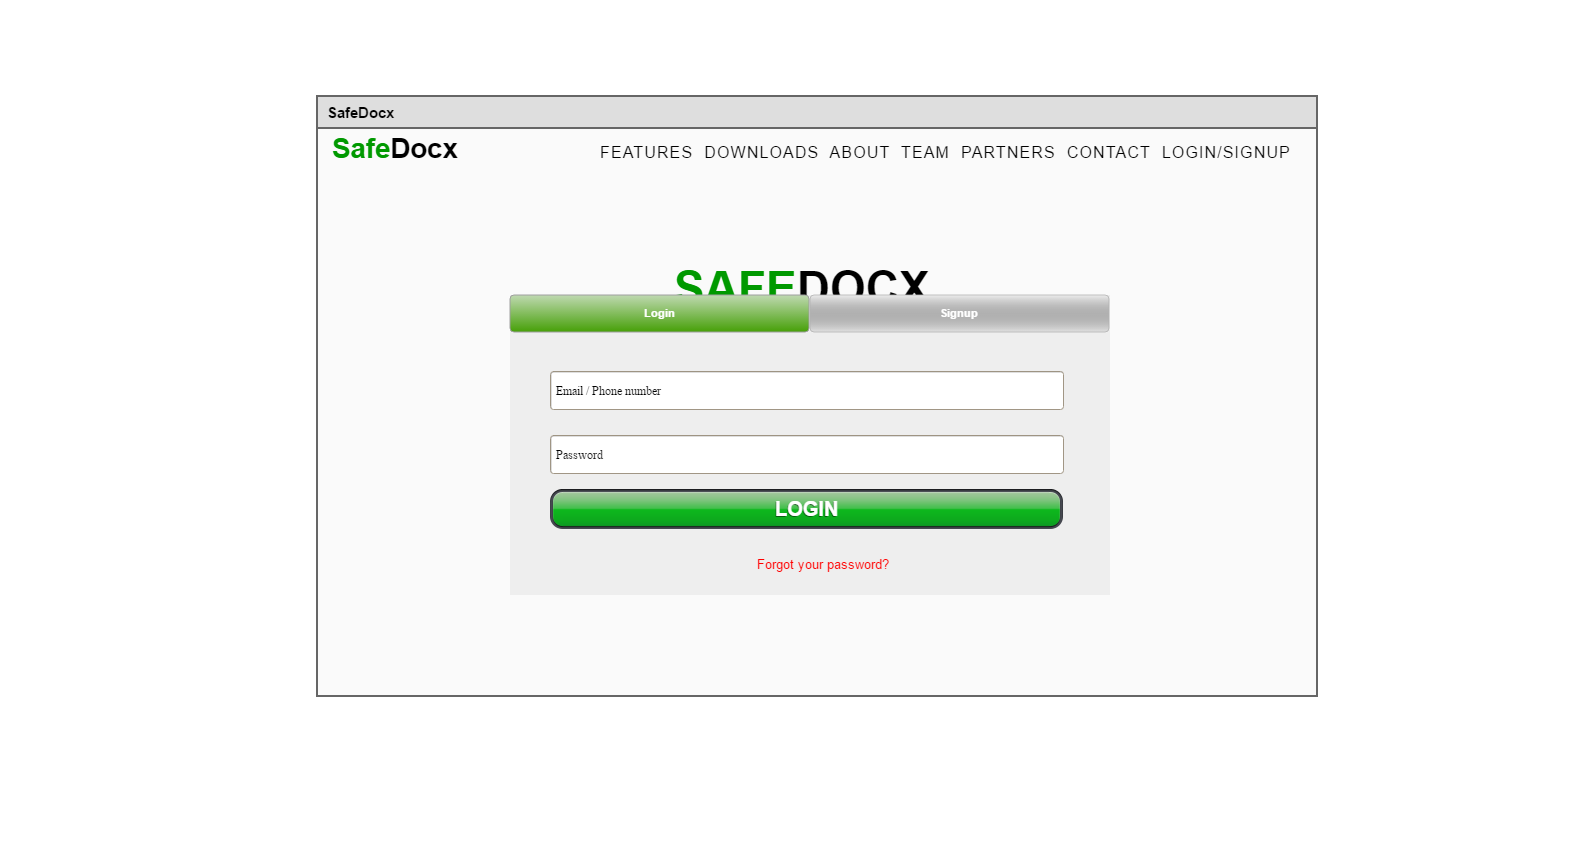 SafeDocx
SafeDocx
FEATURES DOWNLOADS ABOUT TEAM PARTNERS CONTACT LOGIN/SIGNUP
SAFEDOCX
Login
Signup
Email / Phone number
Password
LOGIN
Forgot your password?